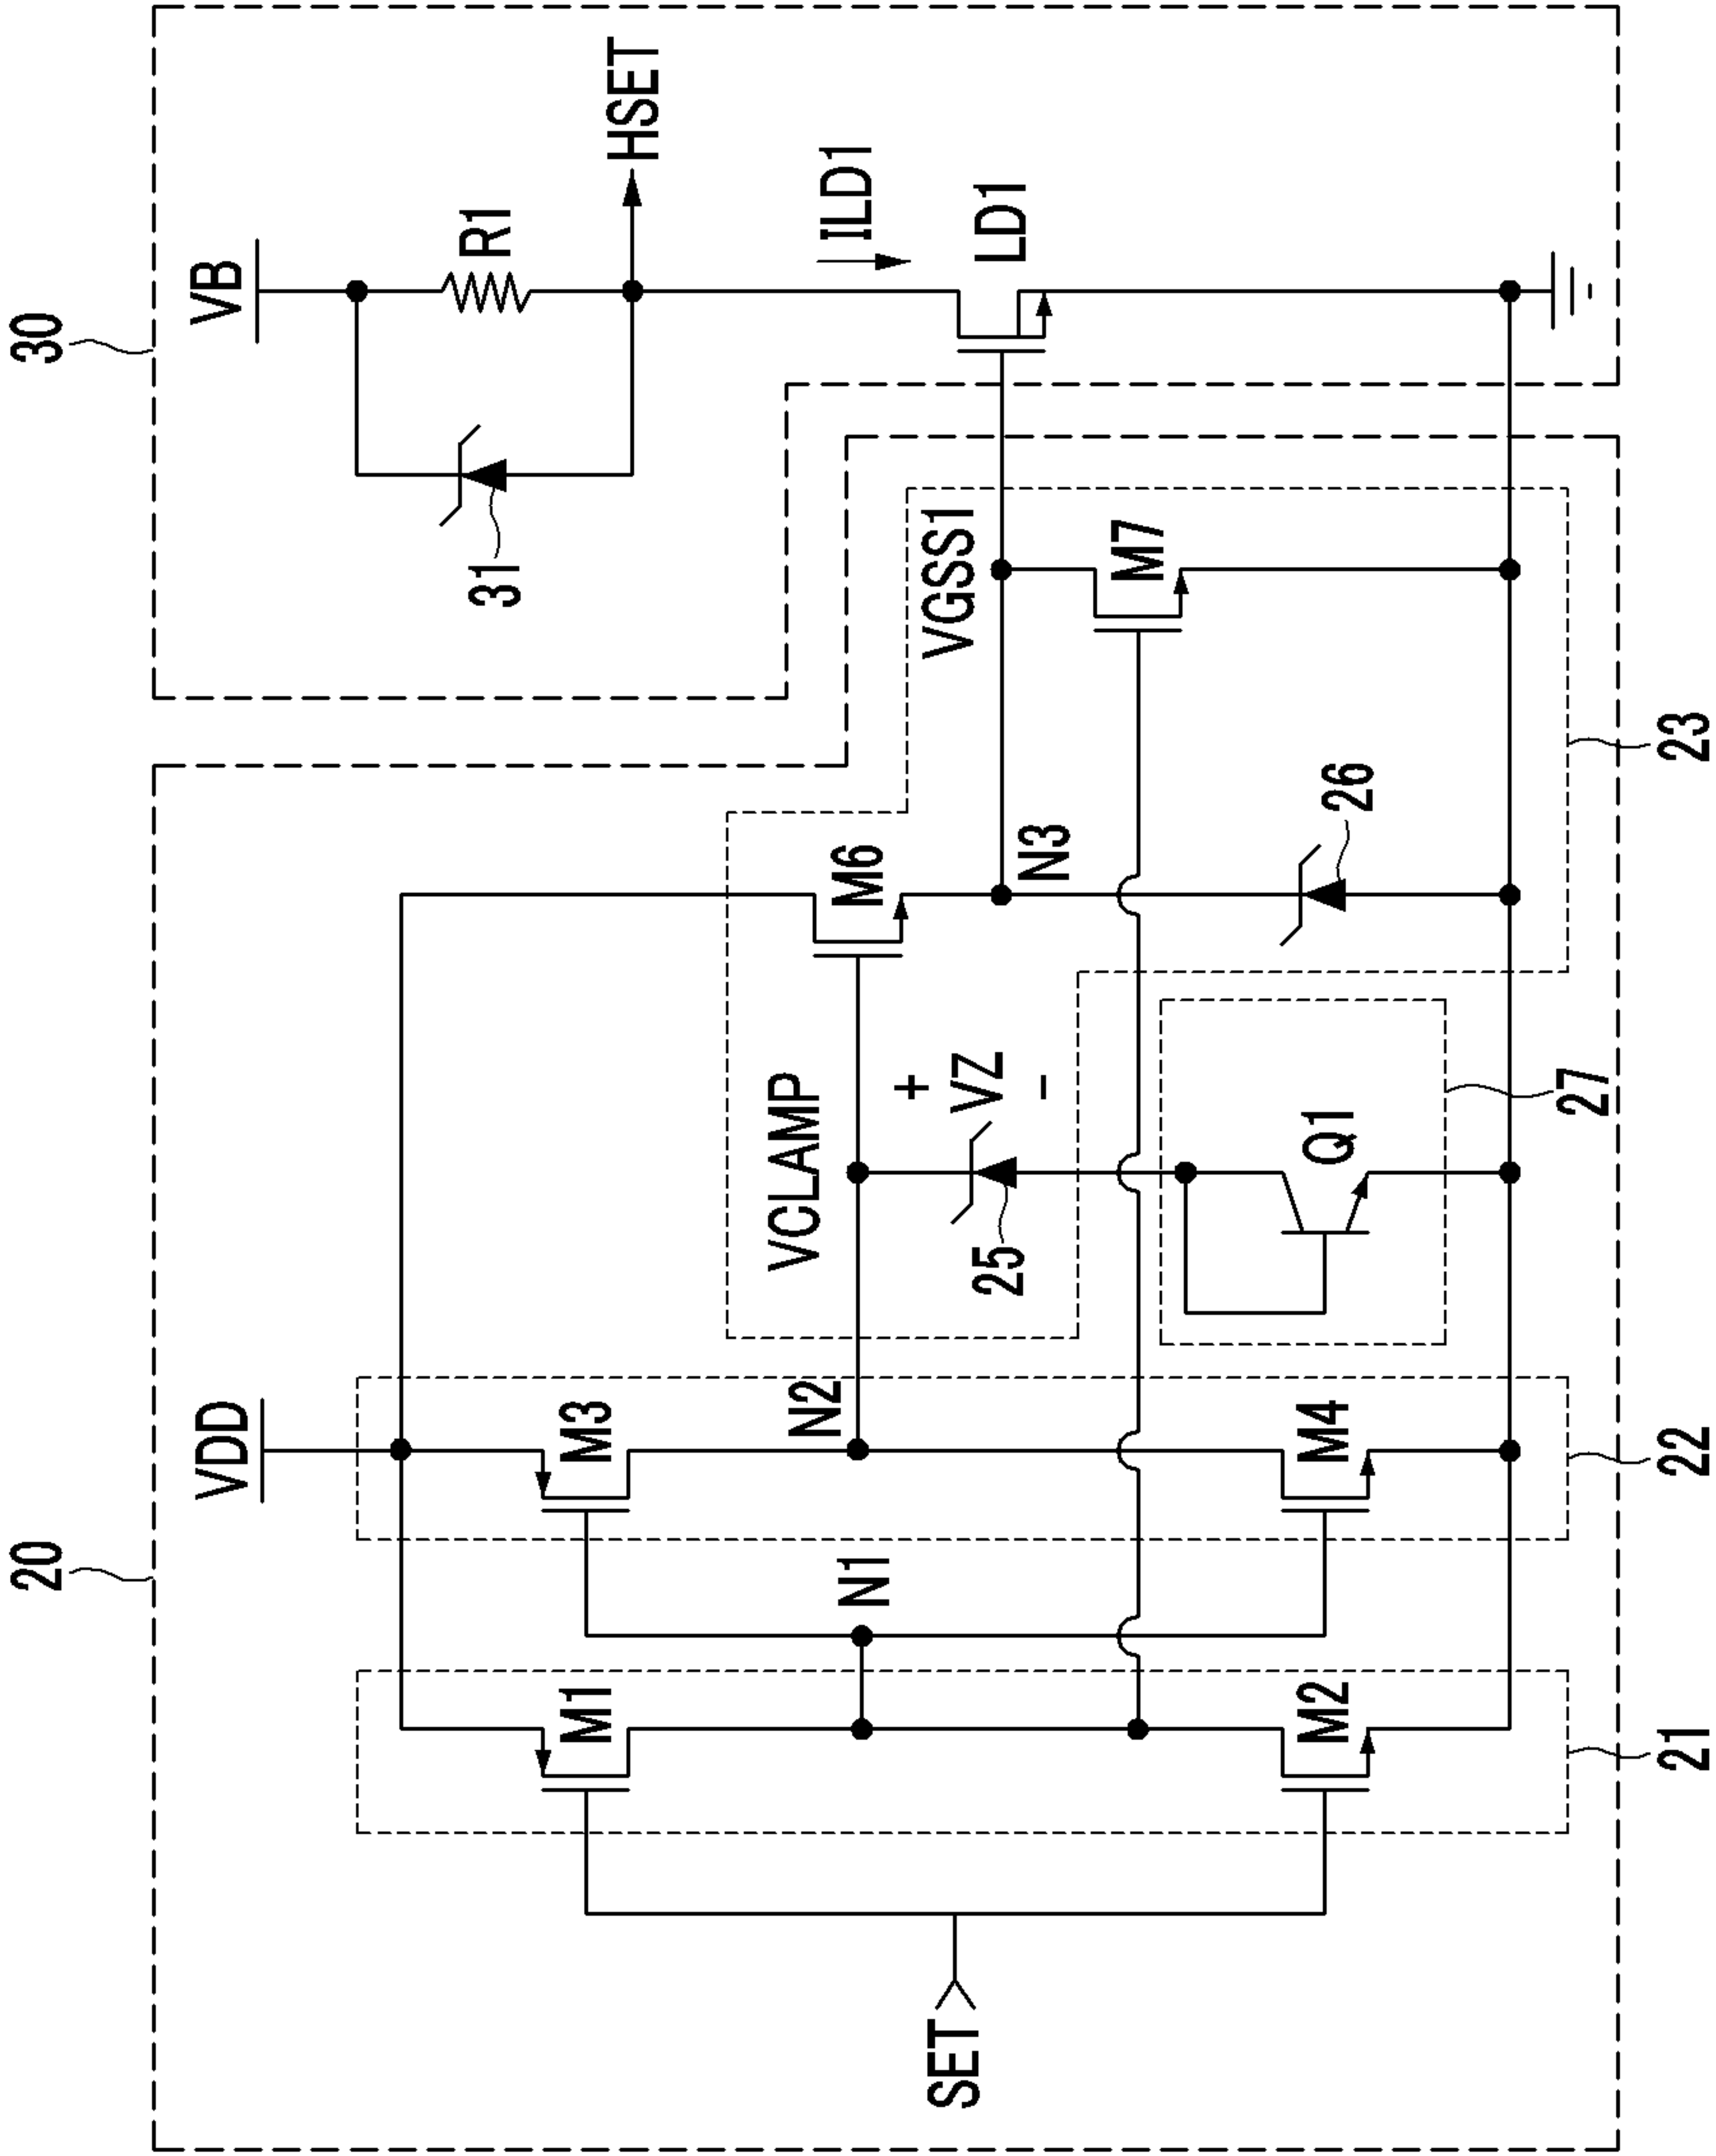 20
30
VDD
VB
R1
31
HSET
M1
M3
M6
ILD1
VCLAMP
VGSS1
N1
N2
N3
LD1
SET
25
+
VZ
-
M7
M2
M4
Q1
26
21
22
27
23